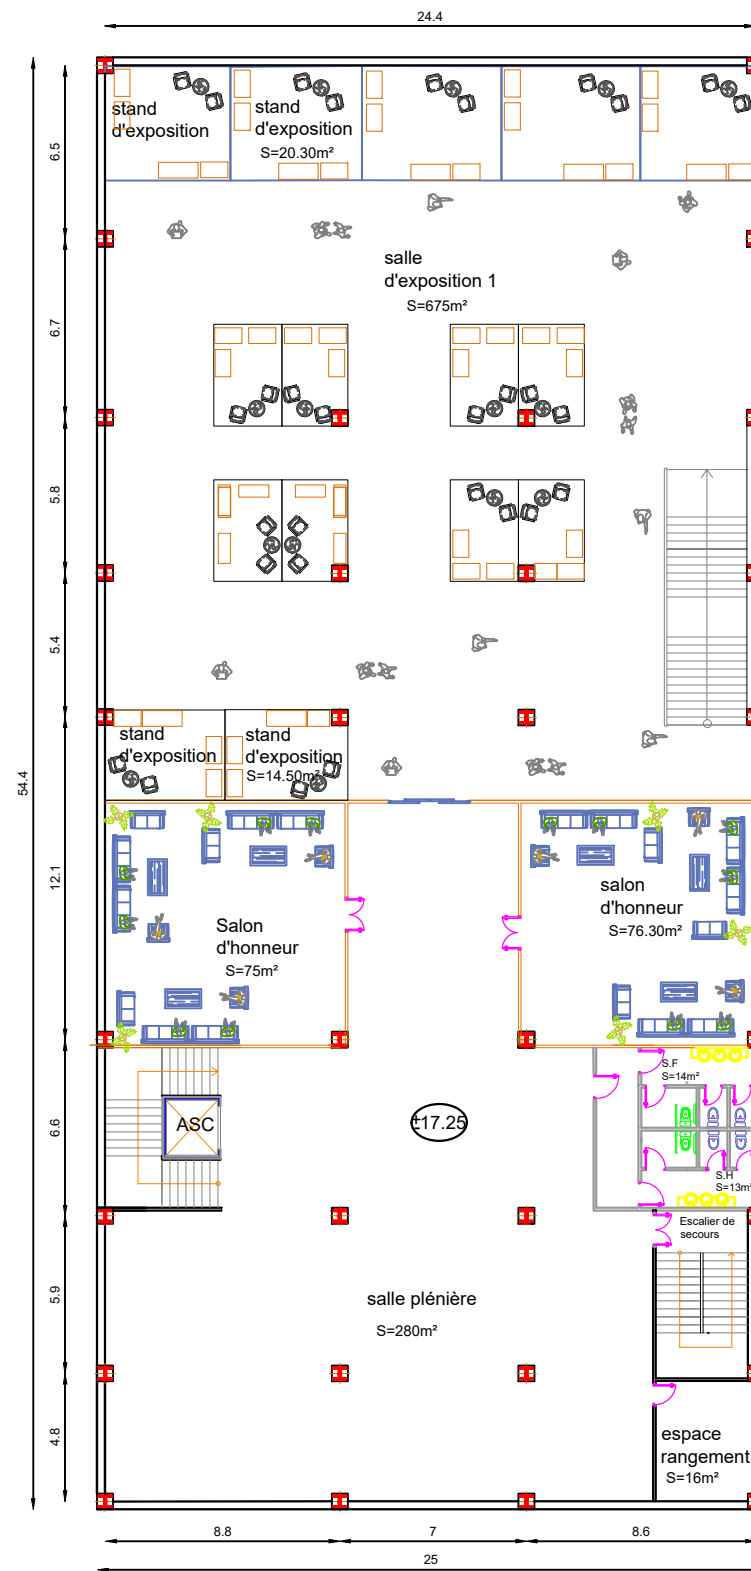 24.4
stand
d'exposition
stand
d'exposition
S=20.30m²
6.5
salle
d'exposition 1
S=675m²
6.7
5.8
5.4
54.4
stand
d'exposition
stand
d'exposition
S=14.50m²
12.1
Salon
d'honneur
S=75m²
salon
d'honneur
S=76.30m²
S.F
S=14m²
ASC
±17.25
6.6
S.H
S=13m²
Escalier de
secours
5.9
salle plénière
S=280m²
4.8
espace
rangement
S=16m²
8.8
7
8.6
25